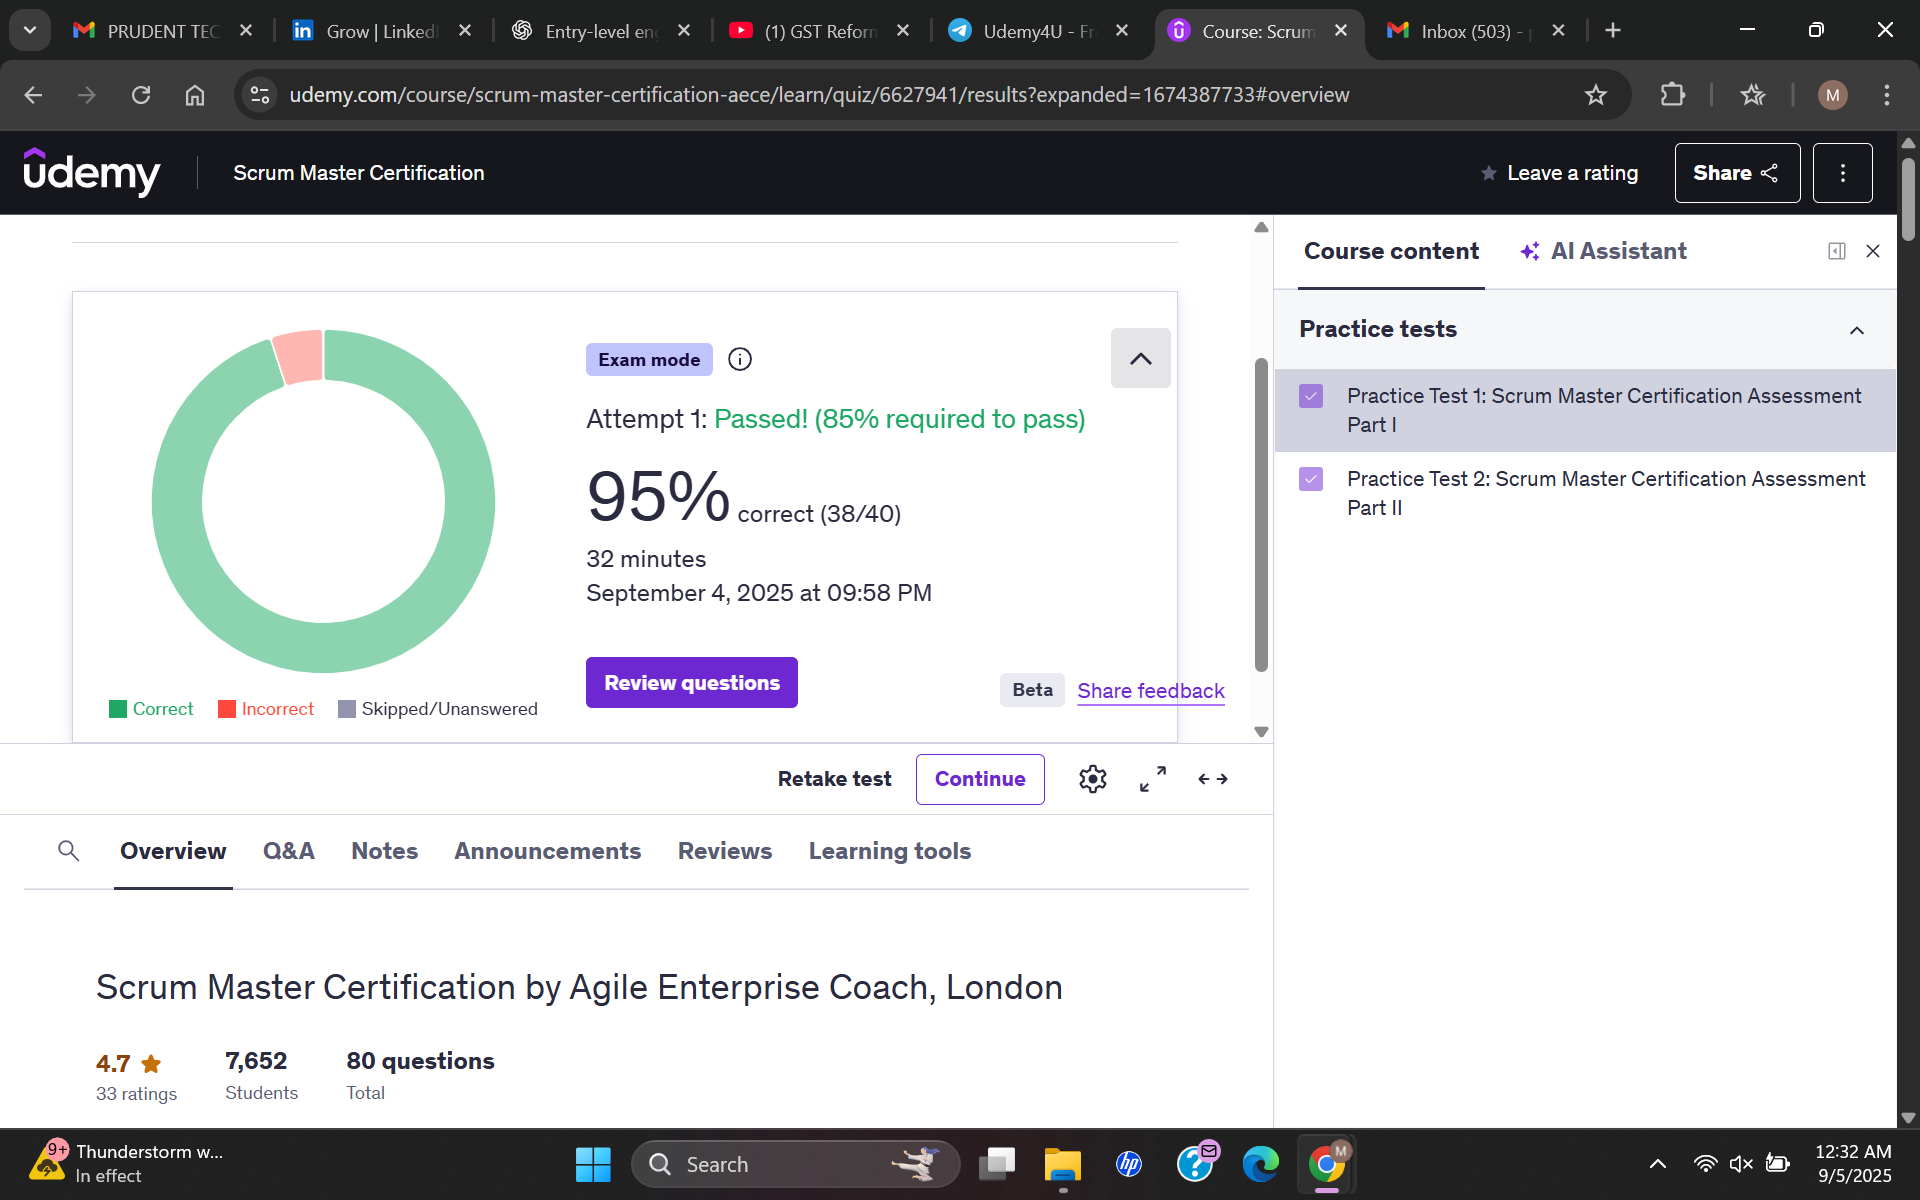 PRUDENT TEC
Grow | LinkedI
Entry-level en
(1) GST Reforn
Udemy4U - Fr
Course: Scrum
Inbox (503) -
udemy.com/course/scrum-master-certification-aece/learn/quiz/6627941/results?expanded=1674387733#overview
M
udemy
Scrum Master Certification
Leave a rating
Share
Course content
AI Assistant
Practice tests
Practice Test 1: Scrum Master Certification Assessment
Part I
Practice Test 2: Scrum Master Certification Assessment
Part II
Exam mode
Attempt 1: Passed! (85% required to pass)
95% correct (38/40)
32 minutes
September 4, 2025 at 09:58 PM
Review questions
Beta
Share feedback
Correct
Incorrect
Skipped/Unanswered
Retake test
Continue
Overview
Q&A
Notes
Announcements
Reviews
Learning tools
Scrum Master Certification by Agile Enterprise Coach, London
4.7
33 ratings
7,652
Students
80 questions
Total
9+
Thunderstorm w...
In effect
Search
hp
M
12:32 AM
9/5/2025